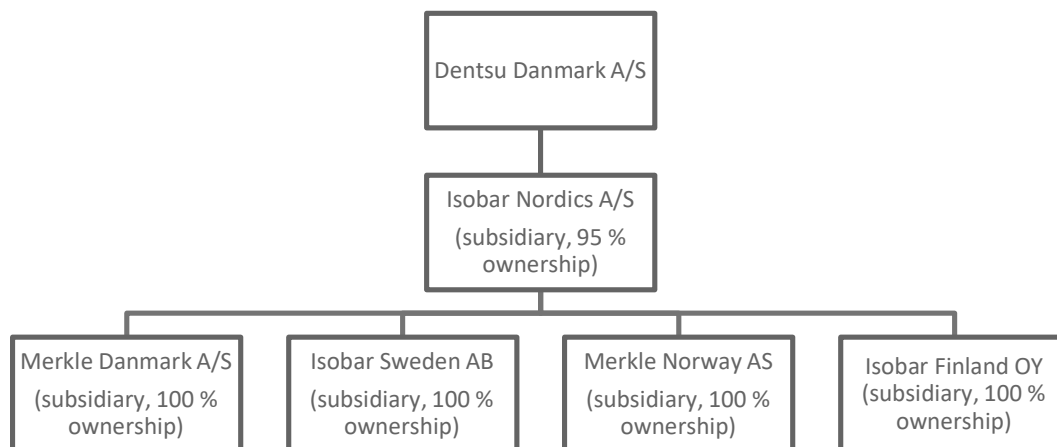 Dentsu Danmark A/S
Isobar Nordics A/S
(subsidiary, 95 %
ownership)
Merkle Danmark A/S
(subsidiary, 100 %
ownership)
Isobar Sweden AB
(subsidiary, 100 %
ownership)
Merkle Norway AS
(subsidiary, 100 %
ownership)
Isobar Finland OY
(subsidiary, 100 %
ownership)